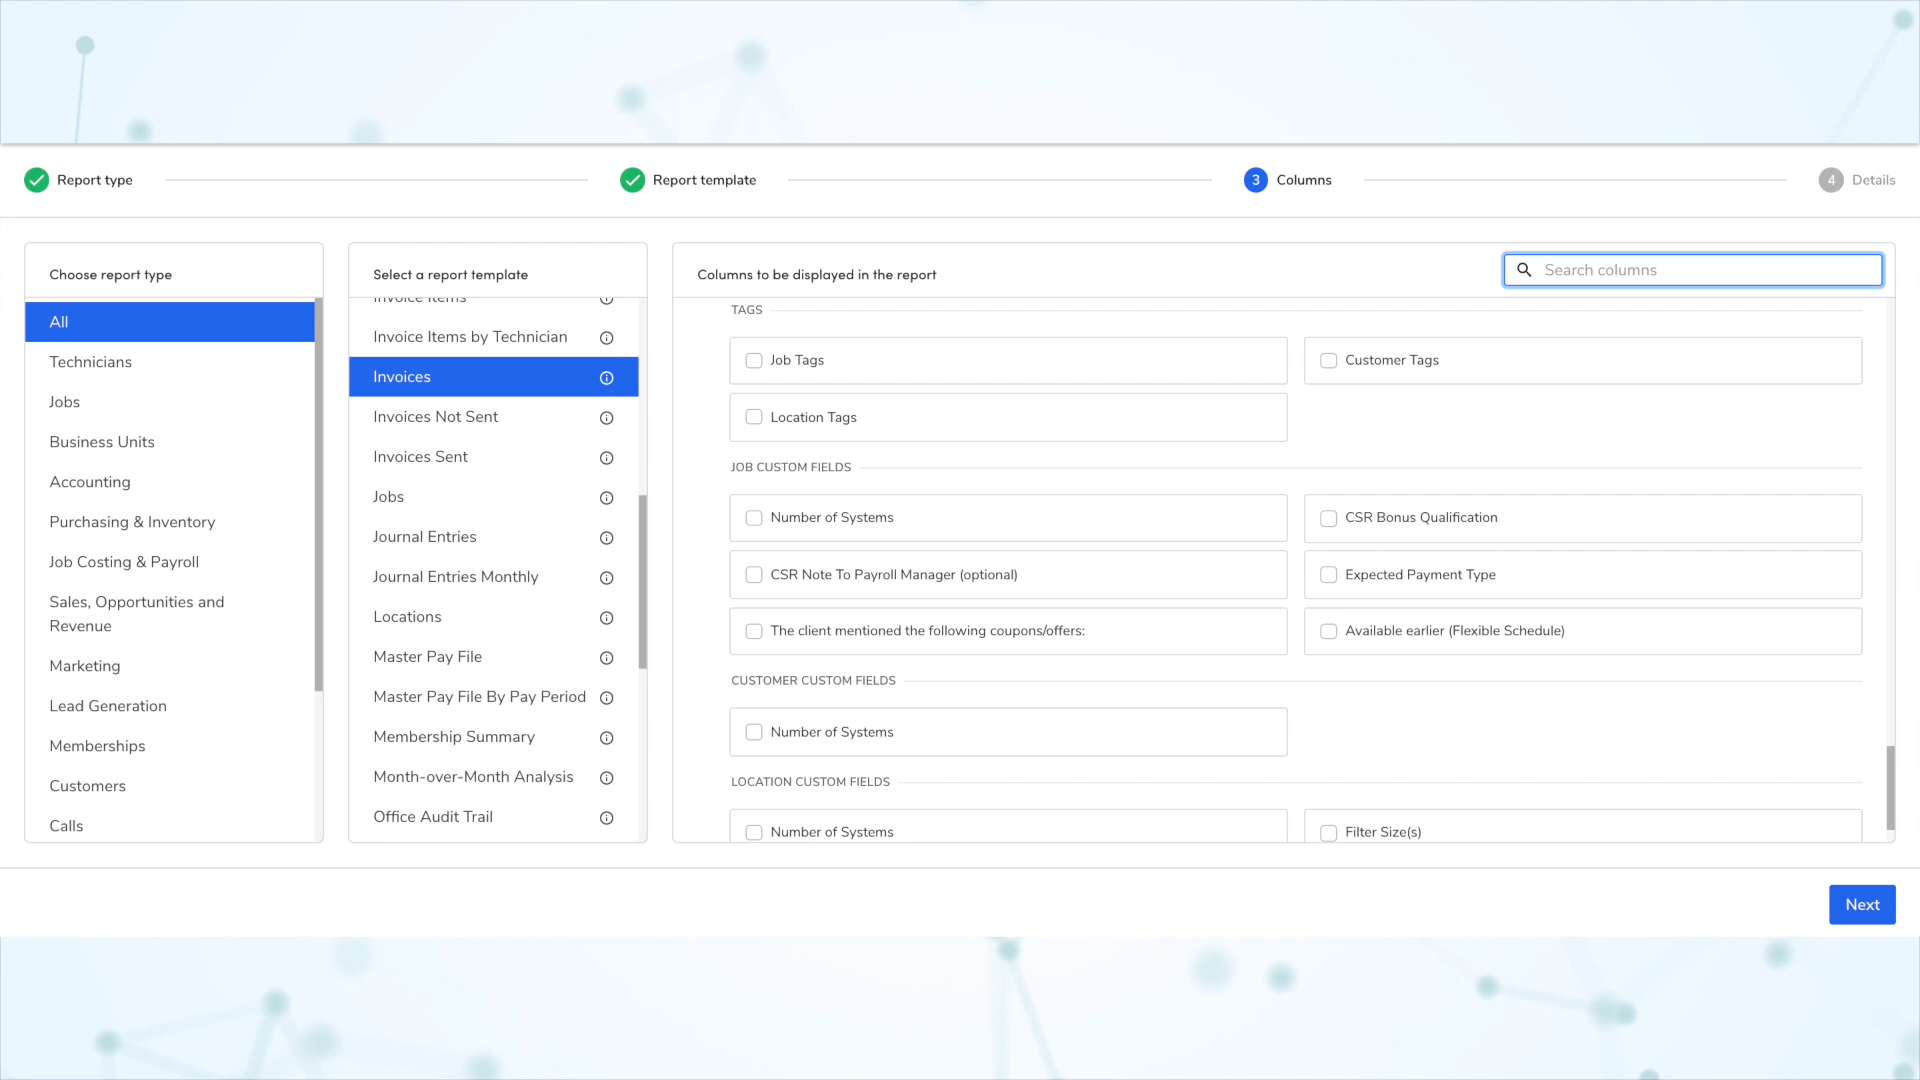 Report type
Report template
3 Columns
4 Details
Choose report type
All
Technicians
Jobs
Business Units
Accounting
Purchasing & Inventory
Job Costing & Payroll
Sales, Opportunities and
Revenue
Marketing
Lead Generation
Memberships
Customers
Calls
Select a report template
Invoice Items
Invoice Items by Technician
Invoices
Invoices Not Sent
Invoices Sent
Jobs
Journal Entries
Journal Entries Monthly
Locations
Master Pay File
Master Pay File By Pay Period
Membership Summary
Month-over-Month Analysis
Office Audit Trail
Columns to be displayed in the report
Search columns
TAGS
Job Tags
Customer Tags
Location Tags
JOB CUSTOM FIELDS
Number of Systems
CSR Bonus Qualification
CSR Note To Payroll Manager (optional)
Expected Payment Type
The client mentioned the following coupons/offers:
Available earlier (Flexible Schedule)
CUSTOMER CUSTOM FIELDS
Number of Systems
LOCATION CUSTOM FIELDS
Number of Systems
Filter Size(s)
Next